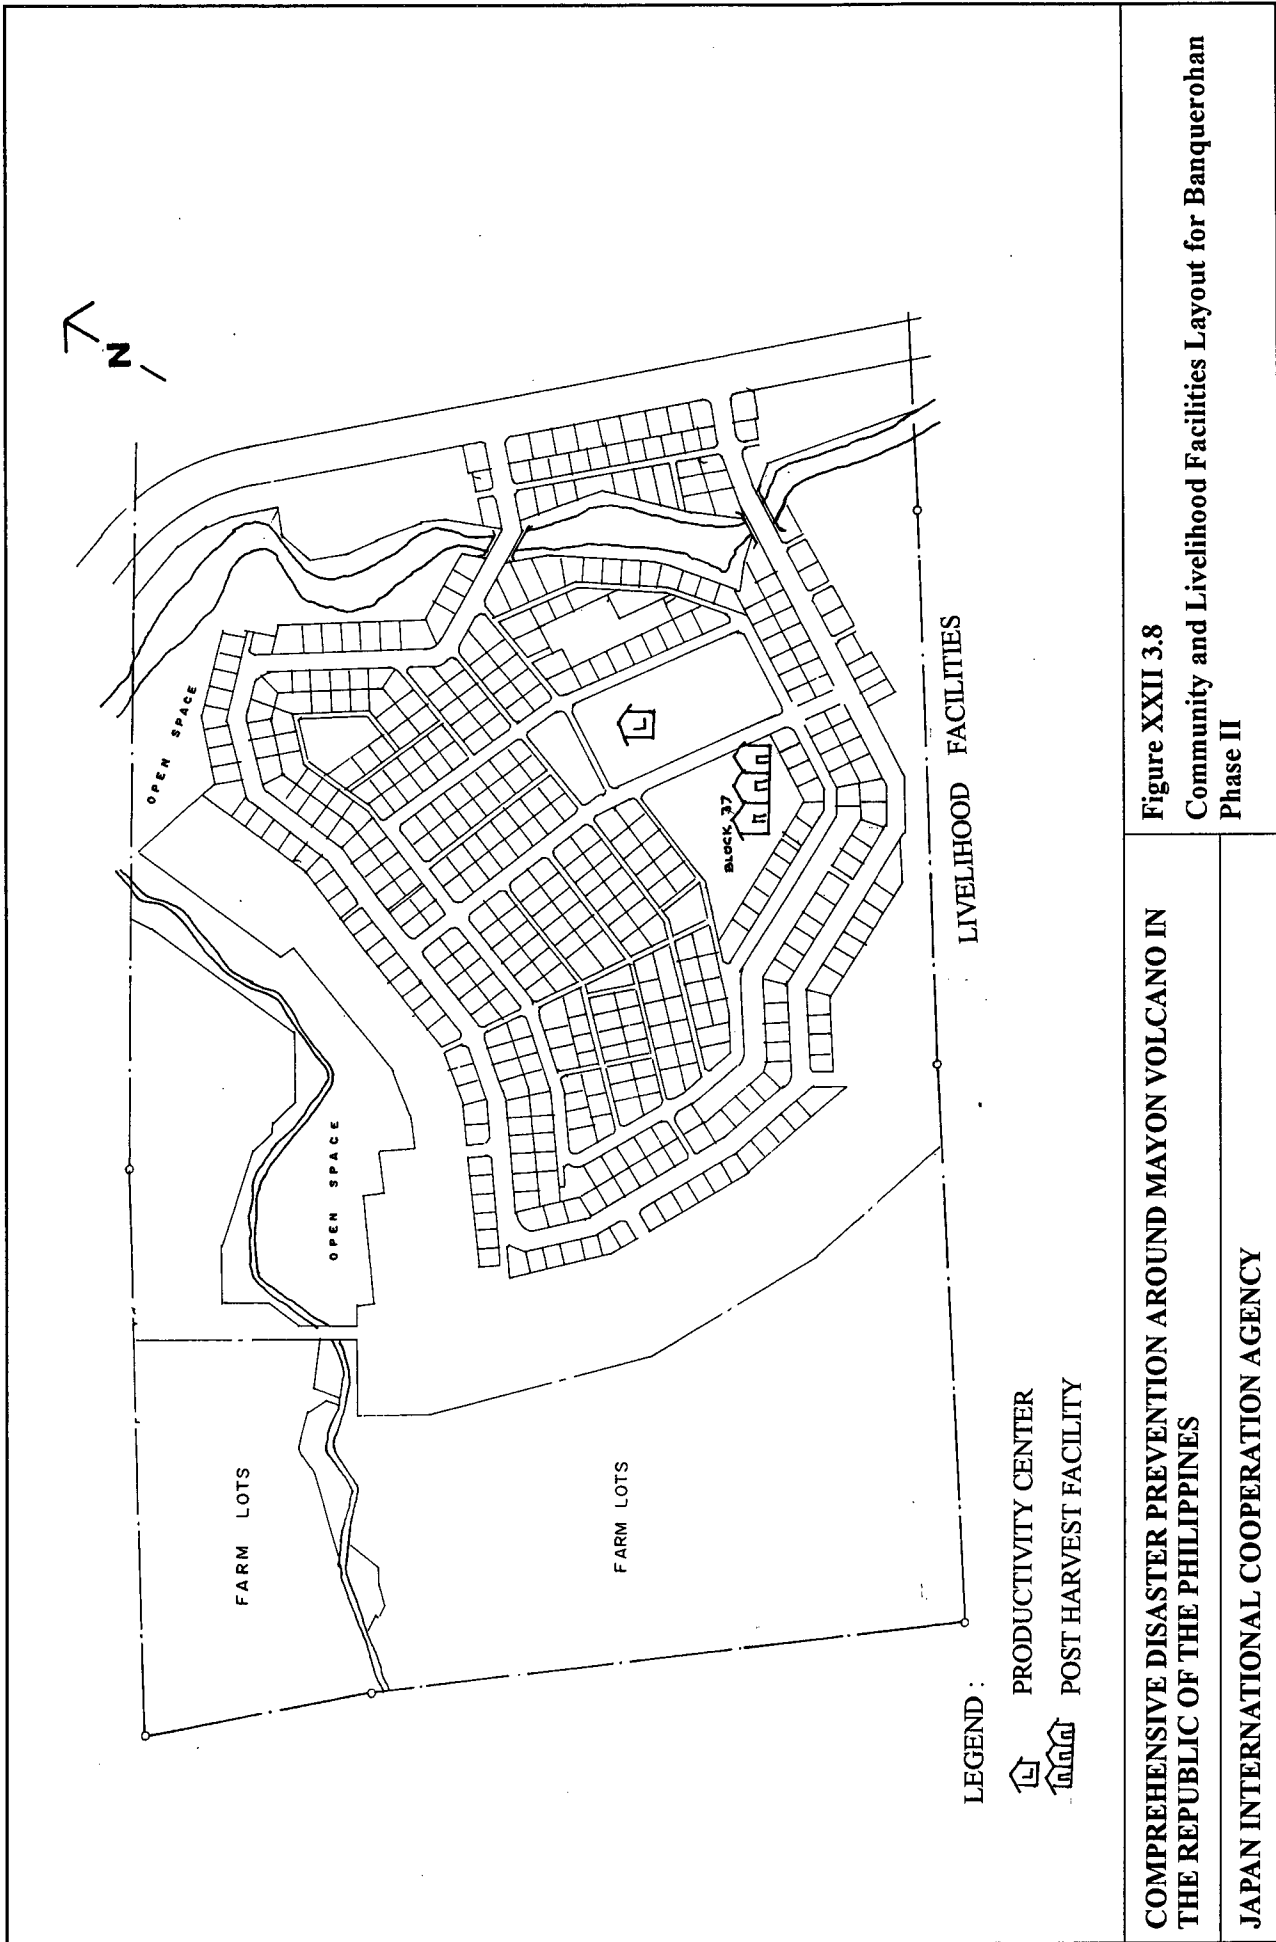 N
OPEN SPACE
OPEN SPACE
FARM LOTS
FARM LOTS
BLOCK 37
LIVELIHOOD FACILITIES
LEGEND :
PRODUCTIVITY CENTER
POST HARVEST FACILITY
COMPREHENSIVE DISASTER PREVENTION AROUND MAYON VOLCANO IN
THE REPUBLIC OF THE PHILIPPINES
JAPAN INTERNATIONAL COOPERATION AGENCY
Figure XXII 3.8
Community and Livelihood Facilities Layout for Banquerohan
Phase II